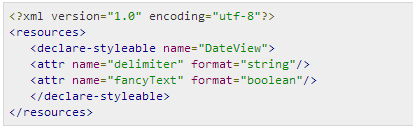 <?xml version="1.0" encoding="utf-8"?>
<resources>
<declare-styleable name="DateView">
<attr name="delimiter" format="string"/>
<attr name="fancyText" format="boolean"/>
</declare-styleable>
</resources>